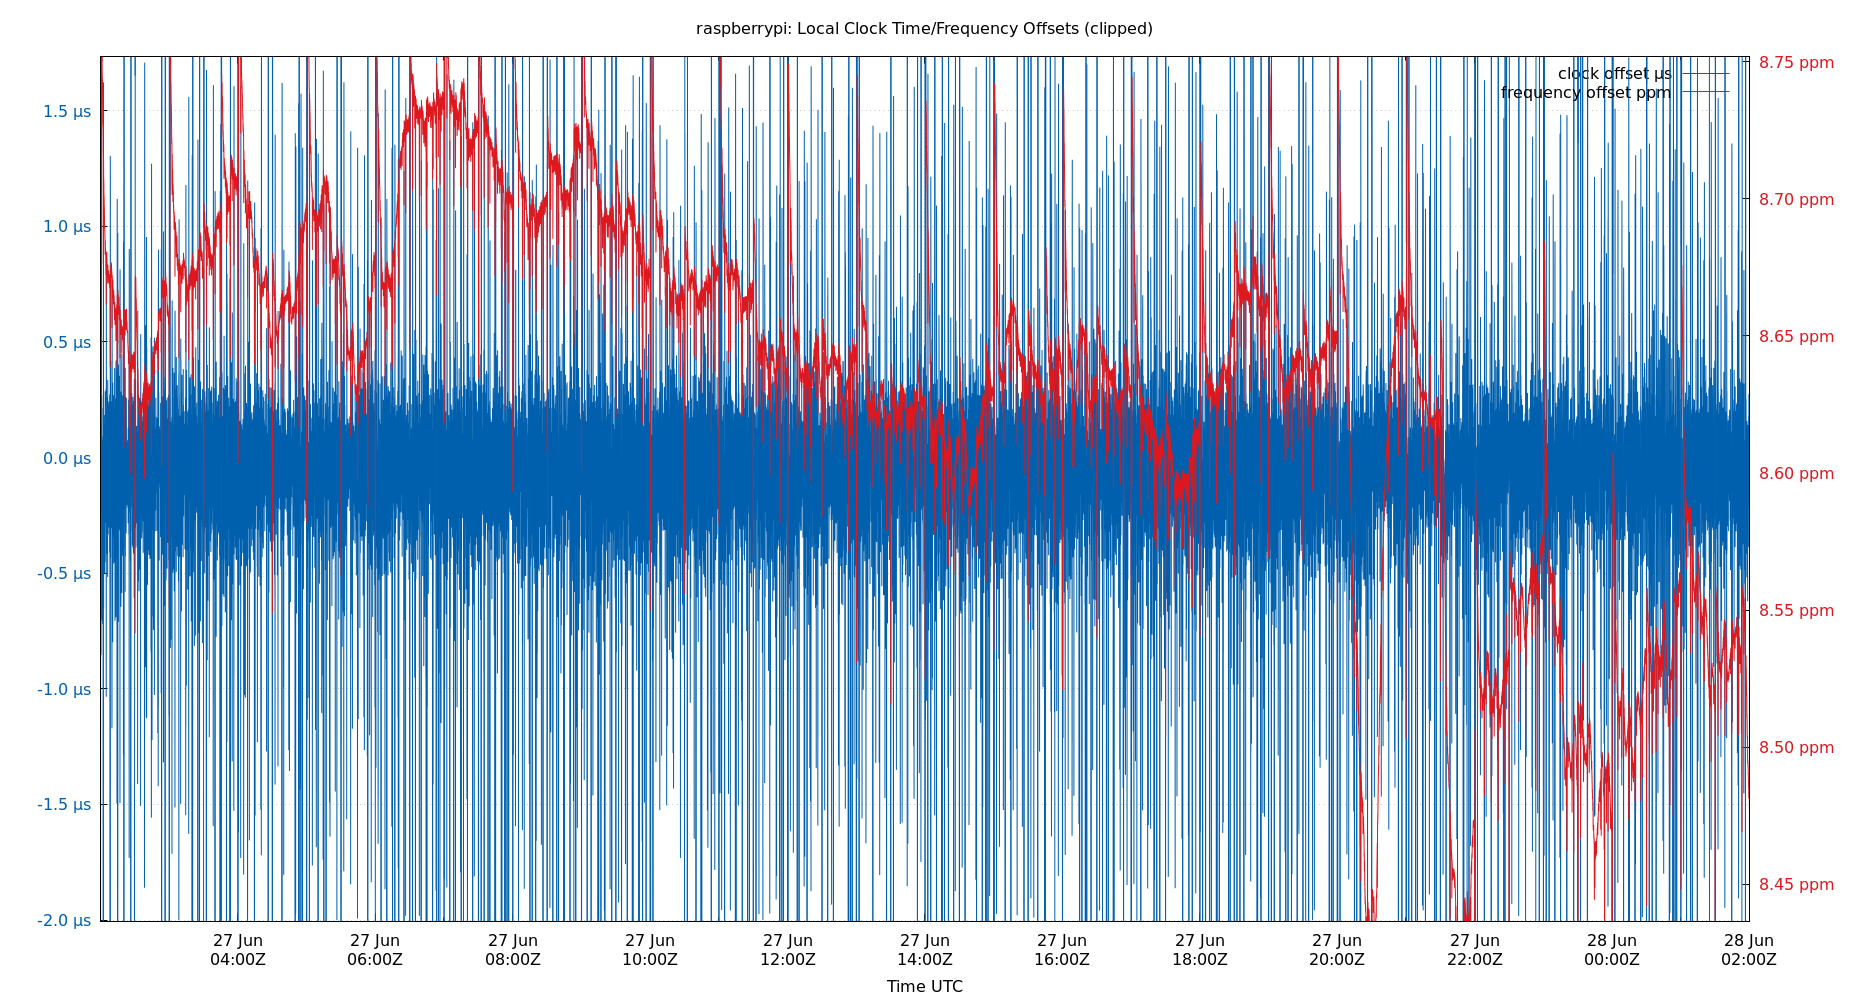 raspberrypi: Local Clock Time/Frequency Offsets (clipped)
clock offset µs
frequency offset ppm
1.5 µs
1.0 µs
0.5 µs
0.0 µs
-0.5 µs
-1.0 µs
-1.5 µs
-2.0 µs
8.75 ppm
8.70 ppm
8.65 ppm
8.60 ppm
8.55 ppm
8.50 ppm
8.45 ppm
27 Jun 27 Jun 27 Jun 27 Jun 27 Jun 27 Jun 27 Jun 27 Jun 27 Jun 27 Jun 28 Jun 28 Jun
04:00Z 06:00Z 08:00Z 10:00Z 12:00Z 14:00Z 16:00Z 18:00Z 20:00Z 22:00Z 00:00Z 02:00Z
Time UTC